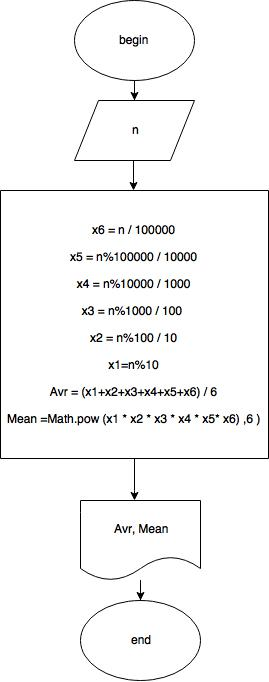 begin
n
x6 = n / 100000
x5 = n%100000 / 10000
x4 = n%10000 / 1000
x3 = n%1000 / 100
x2 = n%100 / 10
x1=n%10
Avr = (x1+x2+x3+x4+x5+x6) / 6
Mean =Math.pow (x1 * x2 * x3 * x4 * x5* x6) ,6 )
Avr, Mean
end